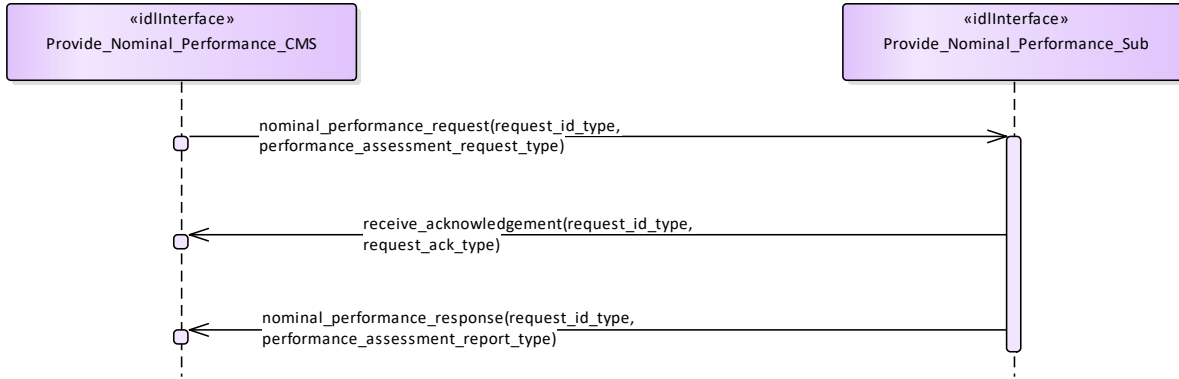 «idlInterface»
Provide_Nominal_Performance_CMS
«idlInterface»
Provide_Nominal_Performance_Sub
nominal_performance_request(request_id_type,
performance_assessment_request_type)
receive_acknowledgement(request_id_type,
request_ack_type)
nominal_performance_response(request_id_type,
performance_assessment_report_type)